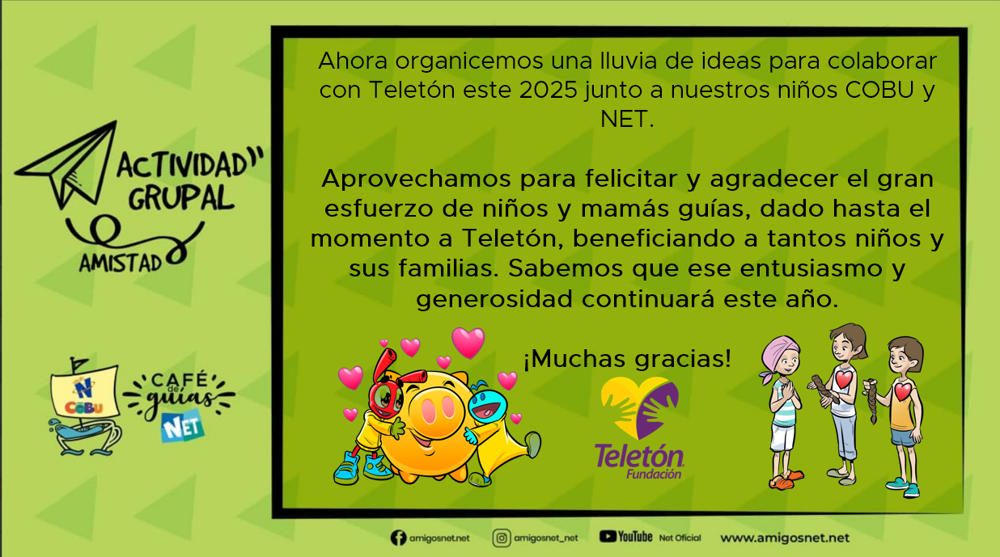 Ahora organicemos una lluvia de ideas para colaborar
con Teletón este 2025 junto a nuestros niños COBU y
NET.
Aprovechamos para felicitar y agradecer el gran
esfuerzo de niños y mamás guías, dado hasta el
momento a Teletón, beneficiando a tantos niños y
sus familias. Sabemos que ese entusiasmo y
generosidad continuará este año.
¡Muchas gracias!
Teletón
Fundación
ACTIVIDAD
GRUPAL
AMISTAD
N
COBU
CAFÉ
de
guías
NET
amigosnet.net
amigosnet_net
YouTube Net Oficial
www.amigosnet.net